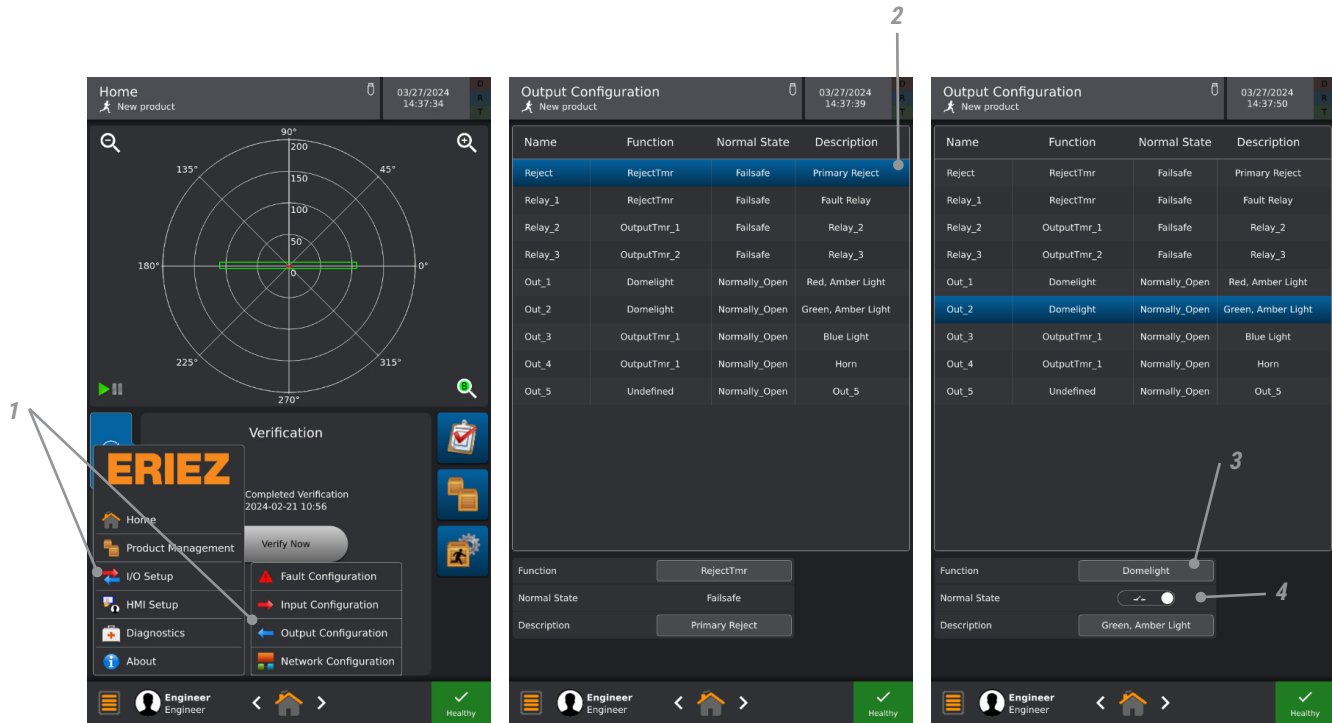 2
Home
New product
03/27/2024
14:37:34
D
R
T
90°
200
135°
45°
150
100
50
180°
0
0°
225°
315°
B
270°
1
Verification
ERIEZ
Completed Verification
2024-02-21 10:56
Home
Verify Now
Product Management
I/O Setup
Fault Configuration
HMI Setup
Input Configuration
Diagnostics
Output Configuration
About
Network Configuration
Engineer
Engineer
Healthy
Output Configuration
New product
03/27/2024
14:37:39
Name Function Normal State Description
Reject RejectTmr Failsafe Primary Reject
Relay_1 RejectTmr Failsafe Fault Relay
Relay_2 OutputTmr_1 Failsafe Relay_2
Relay_3 OutputTmr_2 Failsafe Relay_3
Out_1 Domelight Normally_Open Red, Amber Light
Out_2 Domelight Normally_Open Green, Amber Light
Out_3 OutputTmr_1 Normally_Open Blue Light
Out_4 OutputTmr_1 Normally_Open Horn
Out_5 Undefined Normally_Open Out_5
Function RejectTmr
Normal State Failsafe
Description Primary Reject
Engineer
Engineer
Healthy
Output Configuration
New product
03/27/2024
14:37:50
D
R
T
Name Function Normal State Description
Reject RejectTmr Failsafe Primary Reject
Relay_1 RejectTmr Failsafe Fault Relay
Relay_2 OutputTmr_1 Failsafe Relay_2
Relay_3 OutputTmr_2 Failsafe Relay_3
Out_1 Domelight Normally_Open Red, Amber Light
Out_2 Domelight Normally_Open Green, Amber Light
Out_3 OutputTmr_1 Normally_Open Blue Light
Out_4 OutputTmr_1 Normally_Open Horn
Out_5 Undefined Normally_Open Out_5
3
Function Domelight
Normal State
4
Description Green, Amber Light
Engineer
Engineer
Healthy